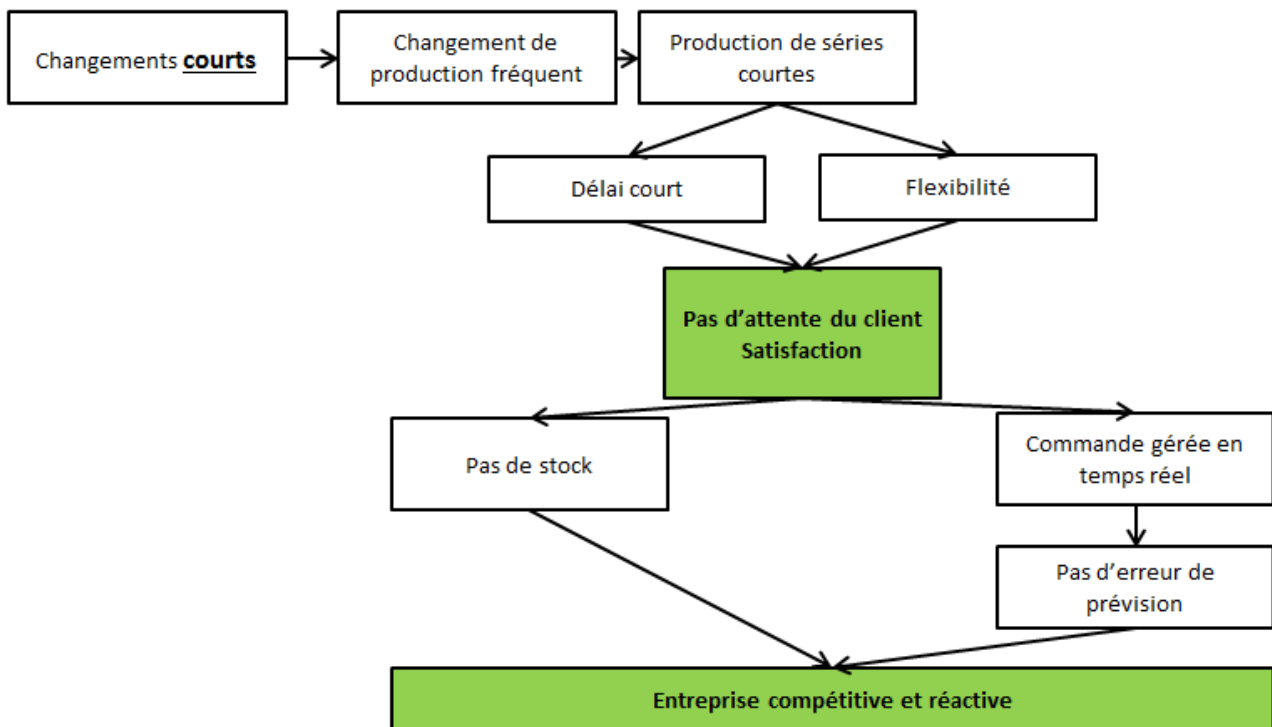 Changements courts
Changement de
production fréquent
Production de séries
courtes
Délai court
Flexibilité
Pas d’attente du client
Satisfaction
Pas de stock
Commande gérée en
temps réel
Pas d’erreur de
prévision
Entreprise compétitive et réactive